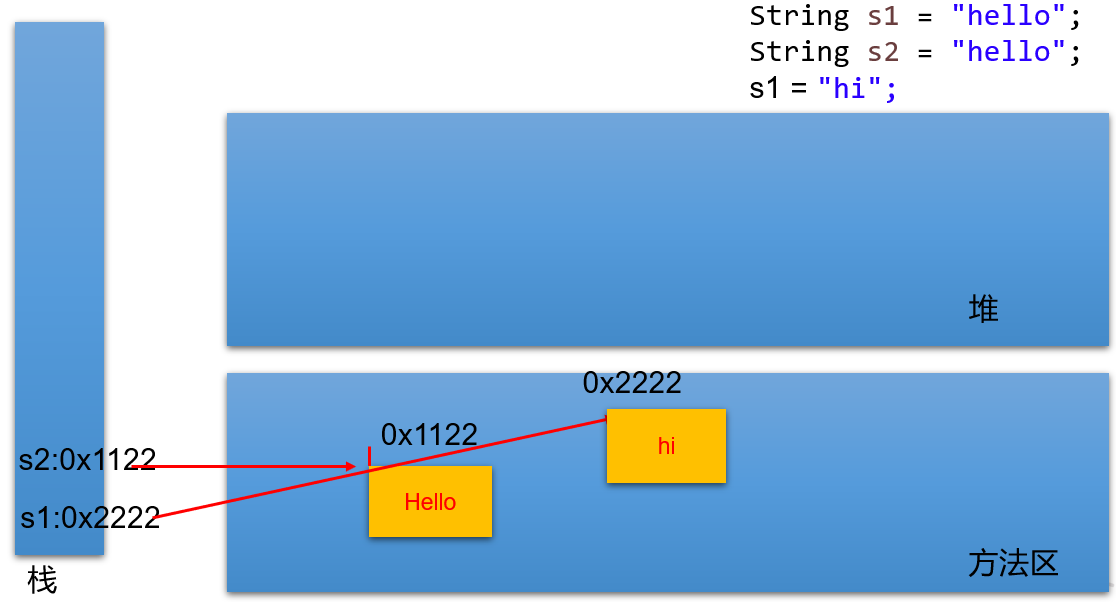 String s1 = "hello";
String s2 = "hello";
s1 = "hi";
堆
0x2222
0x1122
hi
s2:0x1122
Hello
s1:0x2222
方法区
栈